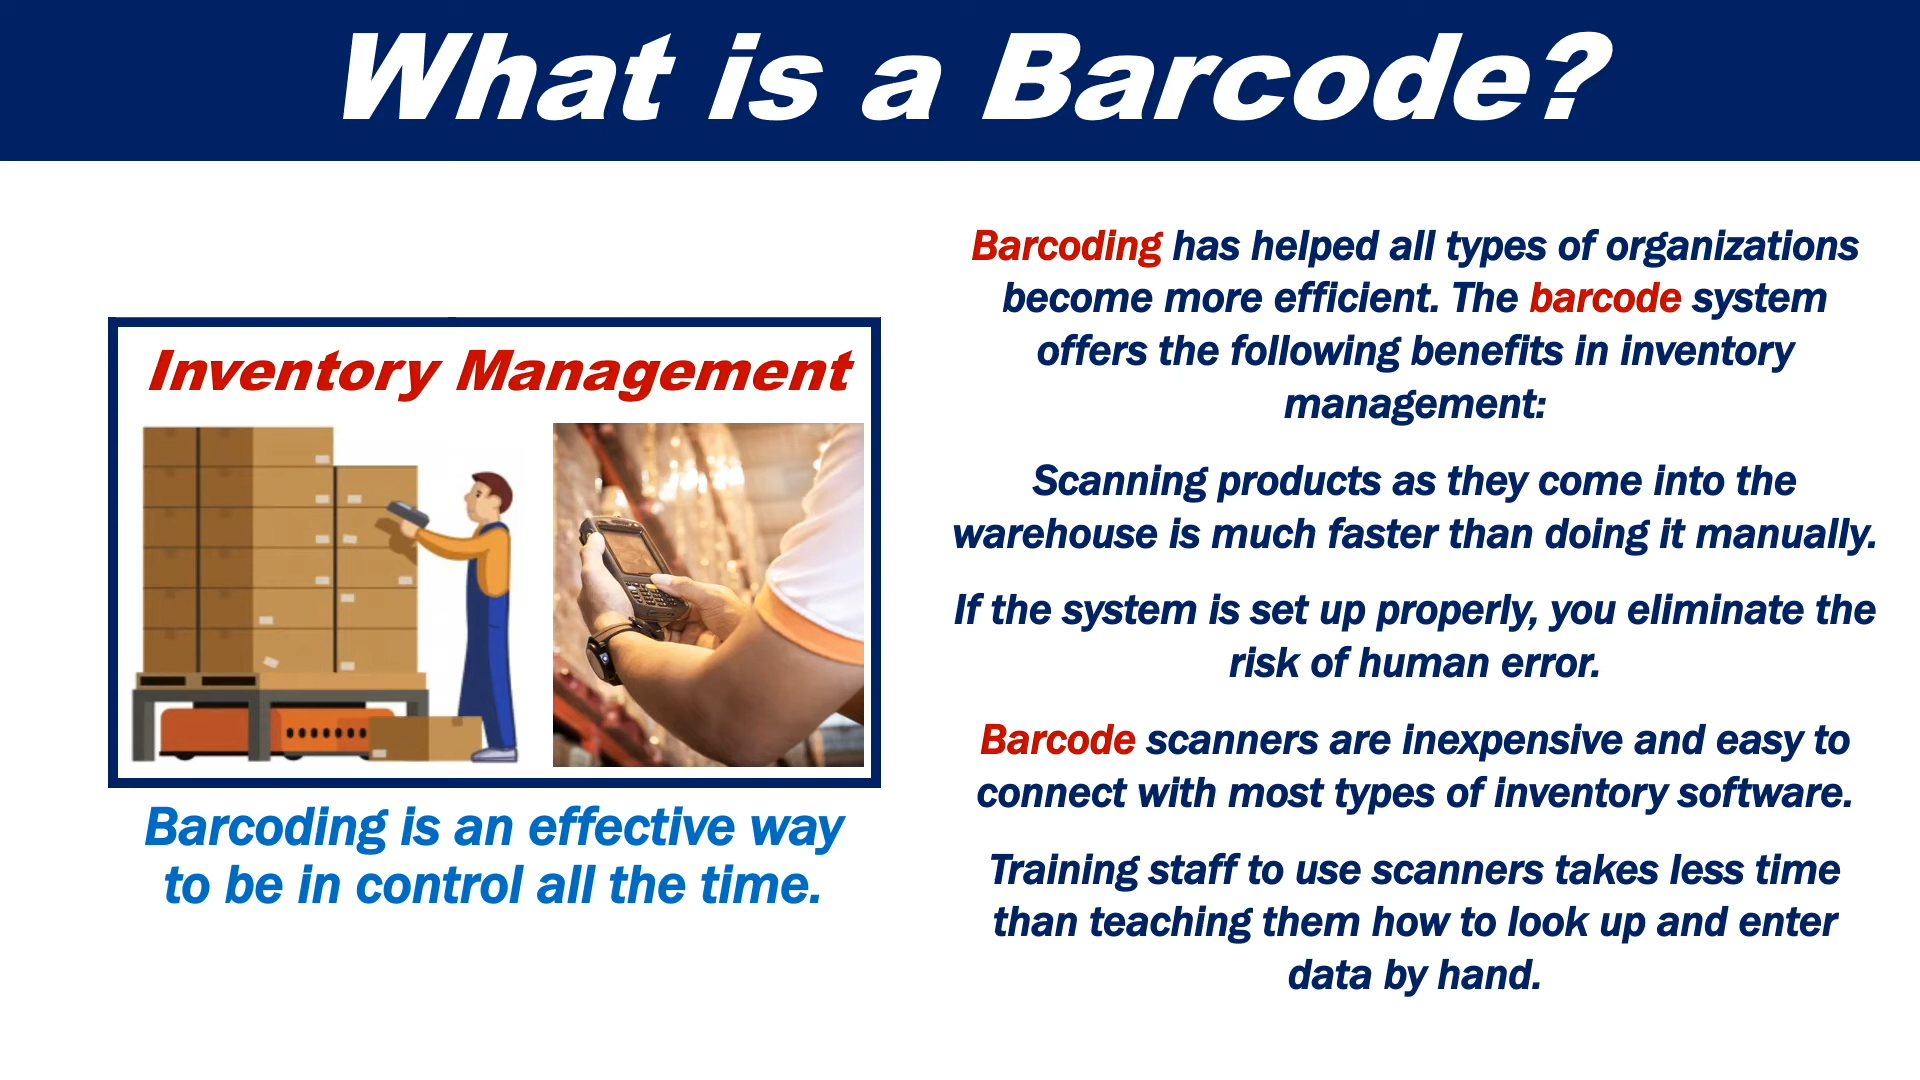 What is a Barcode?
Inventory Management
Barcoding is an effective way
to be in control all the time.
Barcoding has helped all types of organizations
become more efficient. The barcode system
offers the following benefits in inventory
management:
Scanning products as they come into the
warehouse is much faster than doing it manually.
If the system is set up properly, you eliminate the
risk of human error.
Barcode scanners are inexpensive and easy to
connect with most types of inventory software.
Training staff to use scanners takes less time
than teaching them how to look up and enter
data by hand.